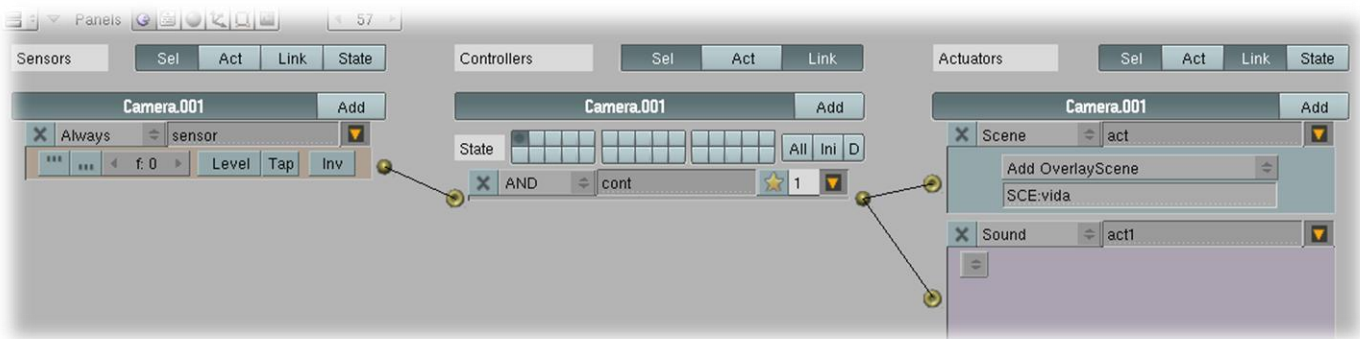 Panels 57
Sensors Sel Act Link State
Controllers Sel Act Link
Actuators Sel Act Link State
Camera.001 Add
Camera.001 Add
Camera.001 Add
Always sensor
f: 0 Level Tap Inv
State All Ini D
AND cont 1
Scene act
Add OverlayScene
SCE:vida
Sound act1